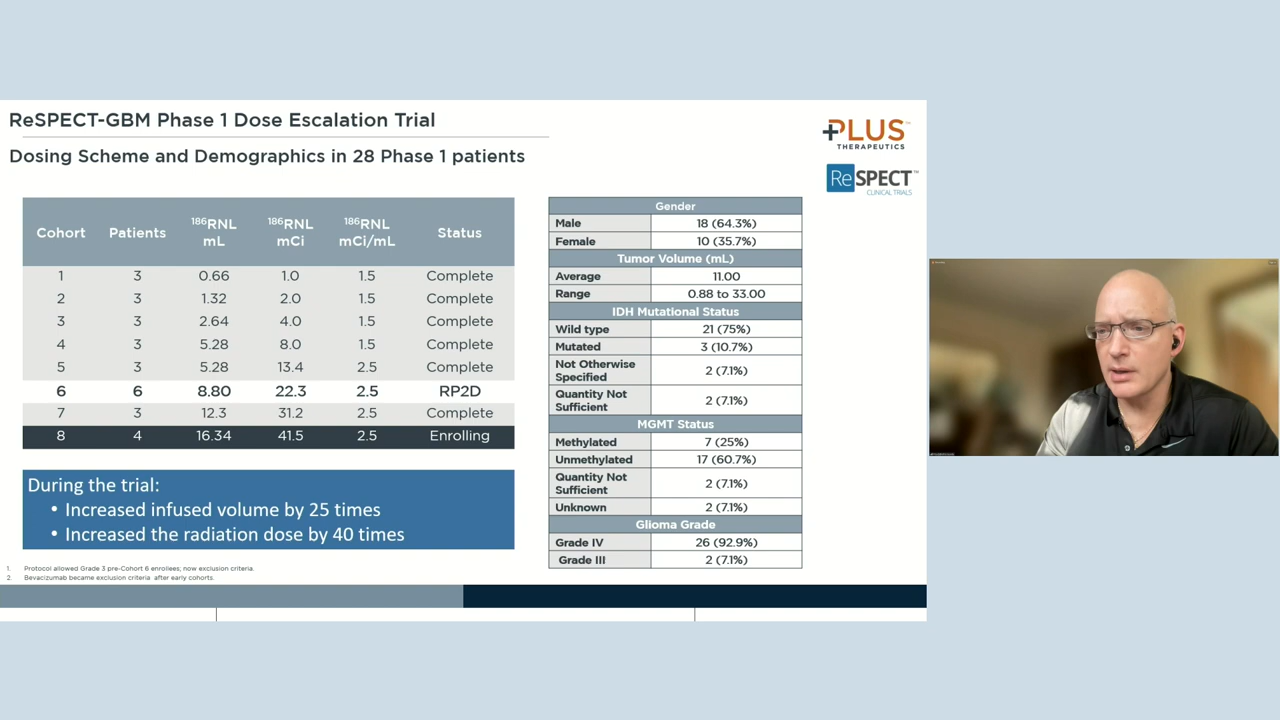 ReSPECT-GBM Phase 1 Dose Escalation Trial
Dosing Scheme and Demographics in 28 Phase 1 patients
+PLUS™
THERAPEUTICS
ReSPECT™
CLINICAL TRIALS
Cohort Patients 186RNL mL 186RNL mCi 186RNL mCi/mL Status
1 3 0.66 1.0 1.5 Complete
2 3 1.32 2.0 1.5 Complete
3 3 2.64 4.0 1.5 Complete
4 3 5.28 8.0 1.5 Complete
5 3 5.28 13.4 2.5 Complete
6 6 8.80 22.3 2.5 RP2D
7 3 12.3 31.2 2.5 Complete
8 4 16.34 41.5 2.5 Enrolling
During the trial:
• Increased infused volume by 25 times
• Increased the radiation dose by 40 times
1. Protocol allowed Grade 3 pre-Cohort 6 enrollees; now exclusion criteria.
2. Bevacizumab became exclusion criteria after early cohorts.
Gender
Male 18 (64.3%)
Female 10 (35.7%)
Tumor Volume (mL)
Average 11.00
Range 0.88 to 33.00
IDH Mutational Status
Wild type 21 (75%)
Mutated 3 (10.7%)
Not Otherwise Specified 2 (7.1%)
Quantity Not Sufficient 2 (7.1%)
MGMT Status
Methylated 7 (25%)
Unmethylated 17 (60.7%)
Quantity Not Sufficient 2 (7.1%)
Unknown 2 (7.1%)
Glioma Grade
Grade IV 26 (92.9%)
Grade III 2 (7.1%)